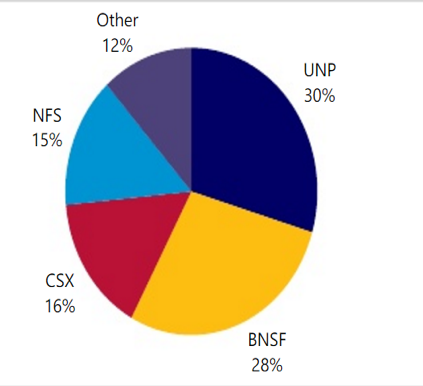 Other
12%
UNP
30%
NFS
15%
CSX
16%
BNSF
28%